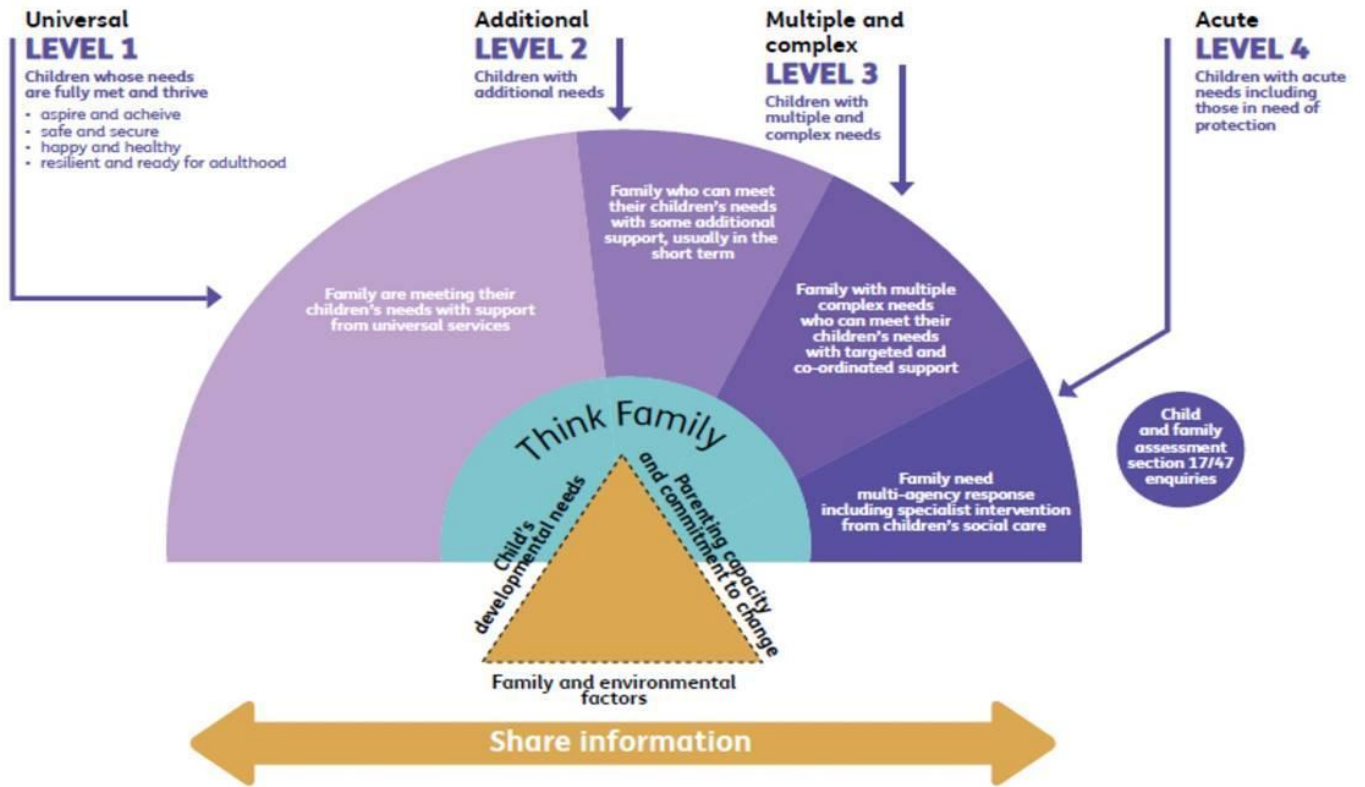 Universal
LEVEL 1
Children whose needs
are fully met and thrive
• aspire and acheive
• safe and secure
• happy and healthy
• resilient and ready for adulthood
Additional
LEVEL 2
Children with
additional needs
Multiple and
complex
LEVEL 3
Children with
multiple and
complex needs
Acute
LEVEL 4
Children with acute
needs including
those in need of
protection
Family are meeting their
children's needs with support
from universal services
Family who can meet
their children's needs
with some additional
support, usually in the
short term
Family with multiple
complex needs
who can meet their
children's needs
with targeted and
co-ordinated support
Family need
multi-agency response
including specialist intervention
from children's social care
Child
and family
assessment
section 17/47
enquiries
Think Family
Child's
developmental needs
Parenting capacity
and commitment to change
Family and environmental
factors
Share information